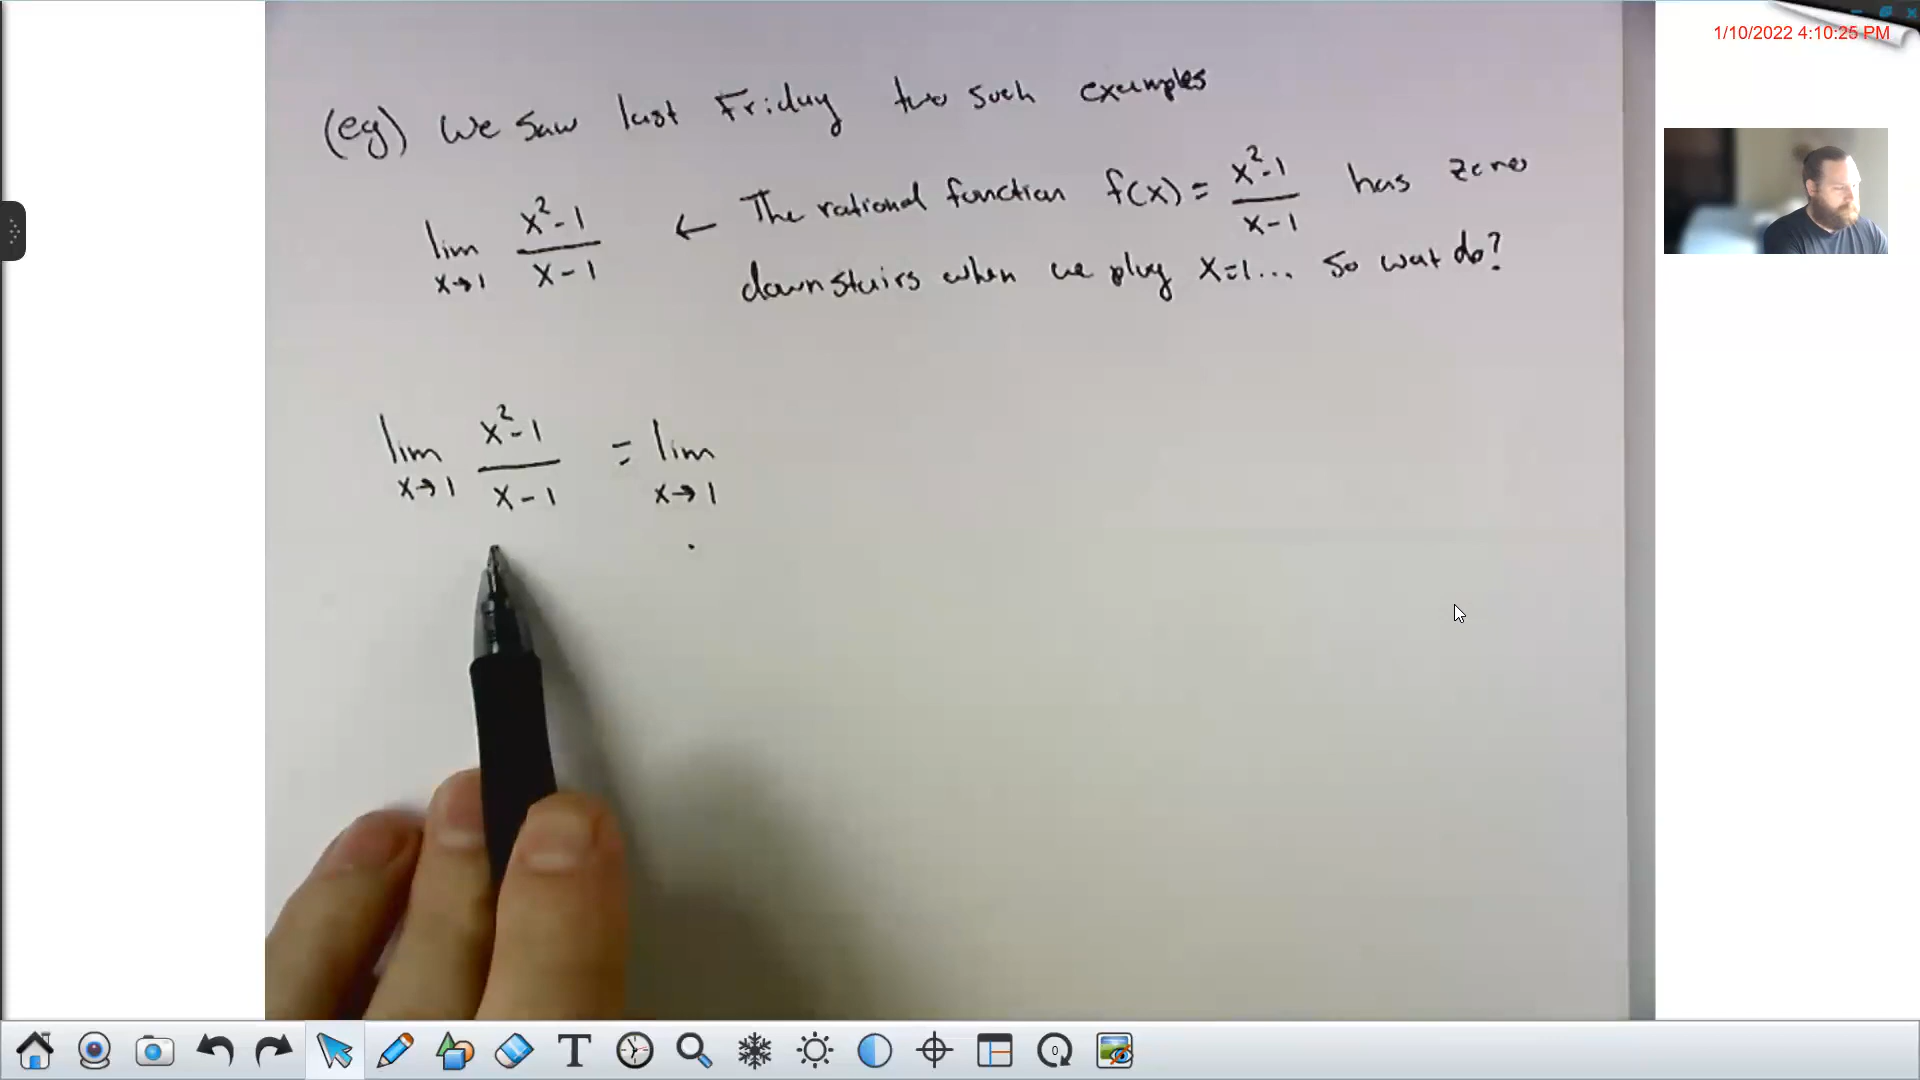 1/10/2022 4:10:25 PM
(eg) We saw last Friday two such examples
lim x→1 x²-1 / x-1 ← The rational function f(x) = x²-1 / x-1 has zero
downstairs when we plug x=1... So wat do?
lim x→1 x²-1 / x-1 = lim x→1
T
0